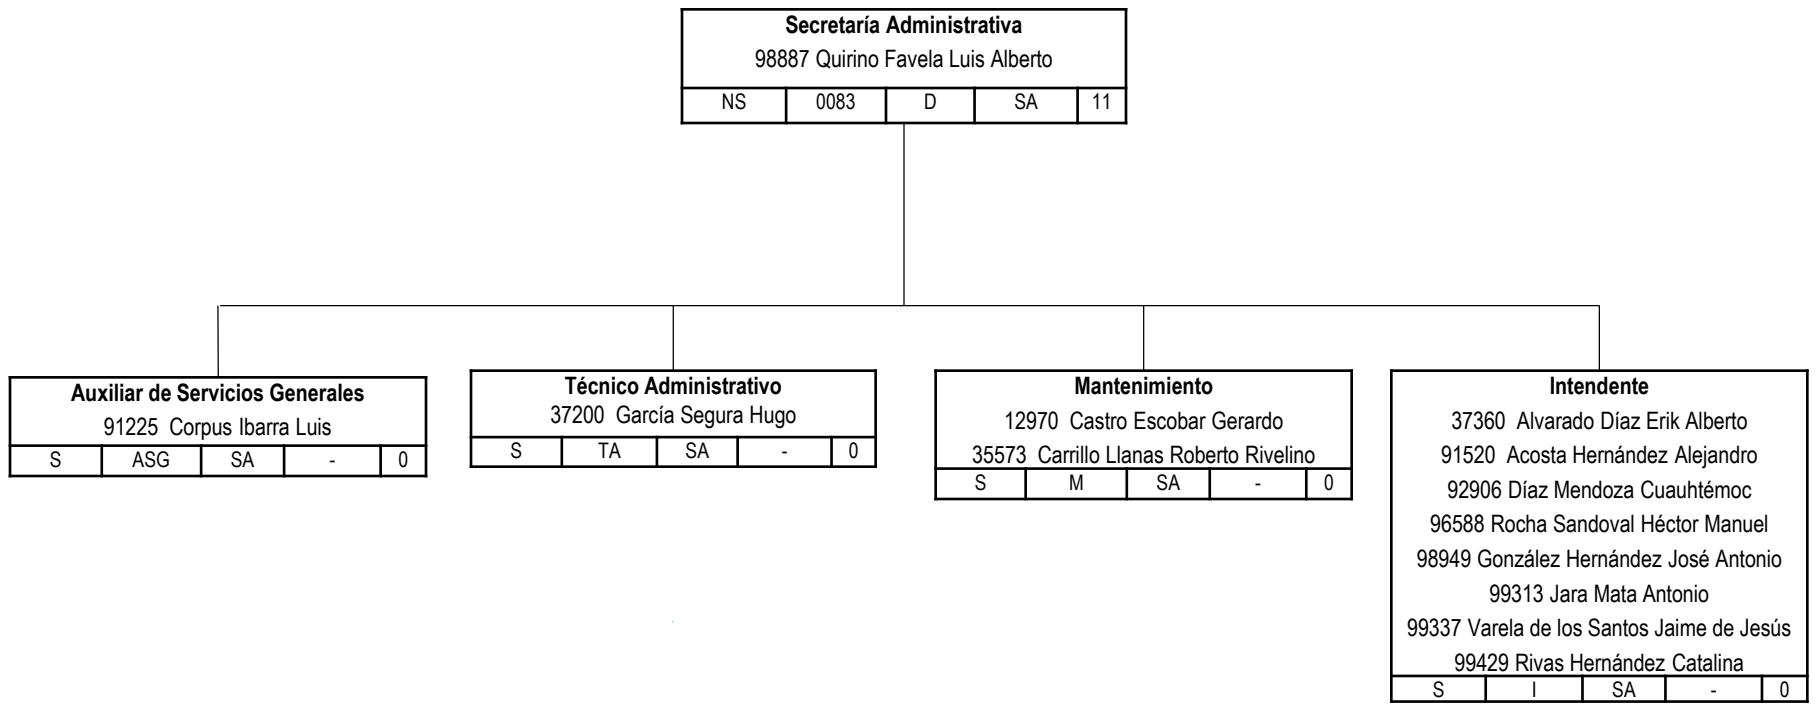 Secretaría Administrativa
98887 Quirino Favela Luis Alberto
NS 0083 D SA 11
Auxiliar de Servicios Generales
91225 Corpus Ibarra Luis
S ASG SA - 0
Técnico Administrativo
37200 García Segura Hugo
S TA SA - 0
Mantenimiento
12970 Castro Escobar Gerardo
35573 Carrillo Llanas Roberto Rivelino
S M SA - 0
Intendente
37360 Alvarado Díaz Erik Alberto
91520 Acosta Hernández Alejandro
92906 Díaz Mendoza Cuauhtémoc
96588 Rocha Sandoval Héctor Manuel
98949 González Hernández José Antonio
99313 Jara Mata Antonio
99337 Varela de los Santos Jaime de Jesús
99429 Rivas Hernández Catalina
S I SA - 0